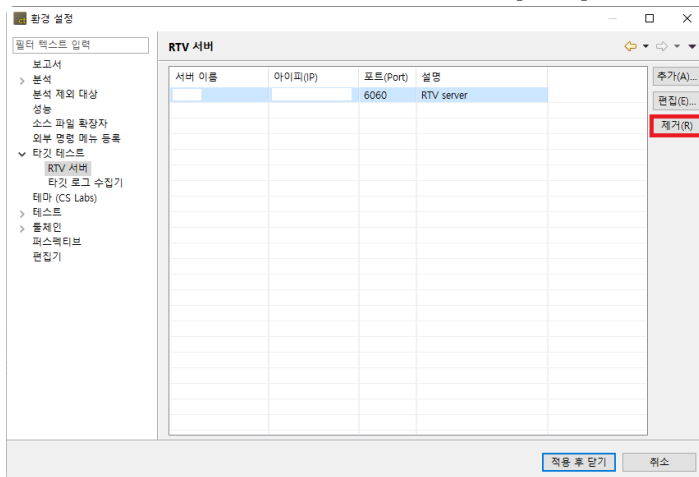 환경 설정
필터 텍스트 입력
RTV 서버
보고서
분석
분석 제외 대상
성능
소스 파일 확장자
외부 명령 메뉴 등록
타깃 테스트
RTV 서버
타깃 로그 수집기
테마 (CS Labs)
테스트
툴체인
퍼스펙티브
편집기
서버 이름 아이피(IP) 포트(Port) 설명
6060 RTV server
추가(A)...
편집(E)...
제거(R)
적용 후 닫기 취소